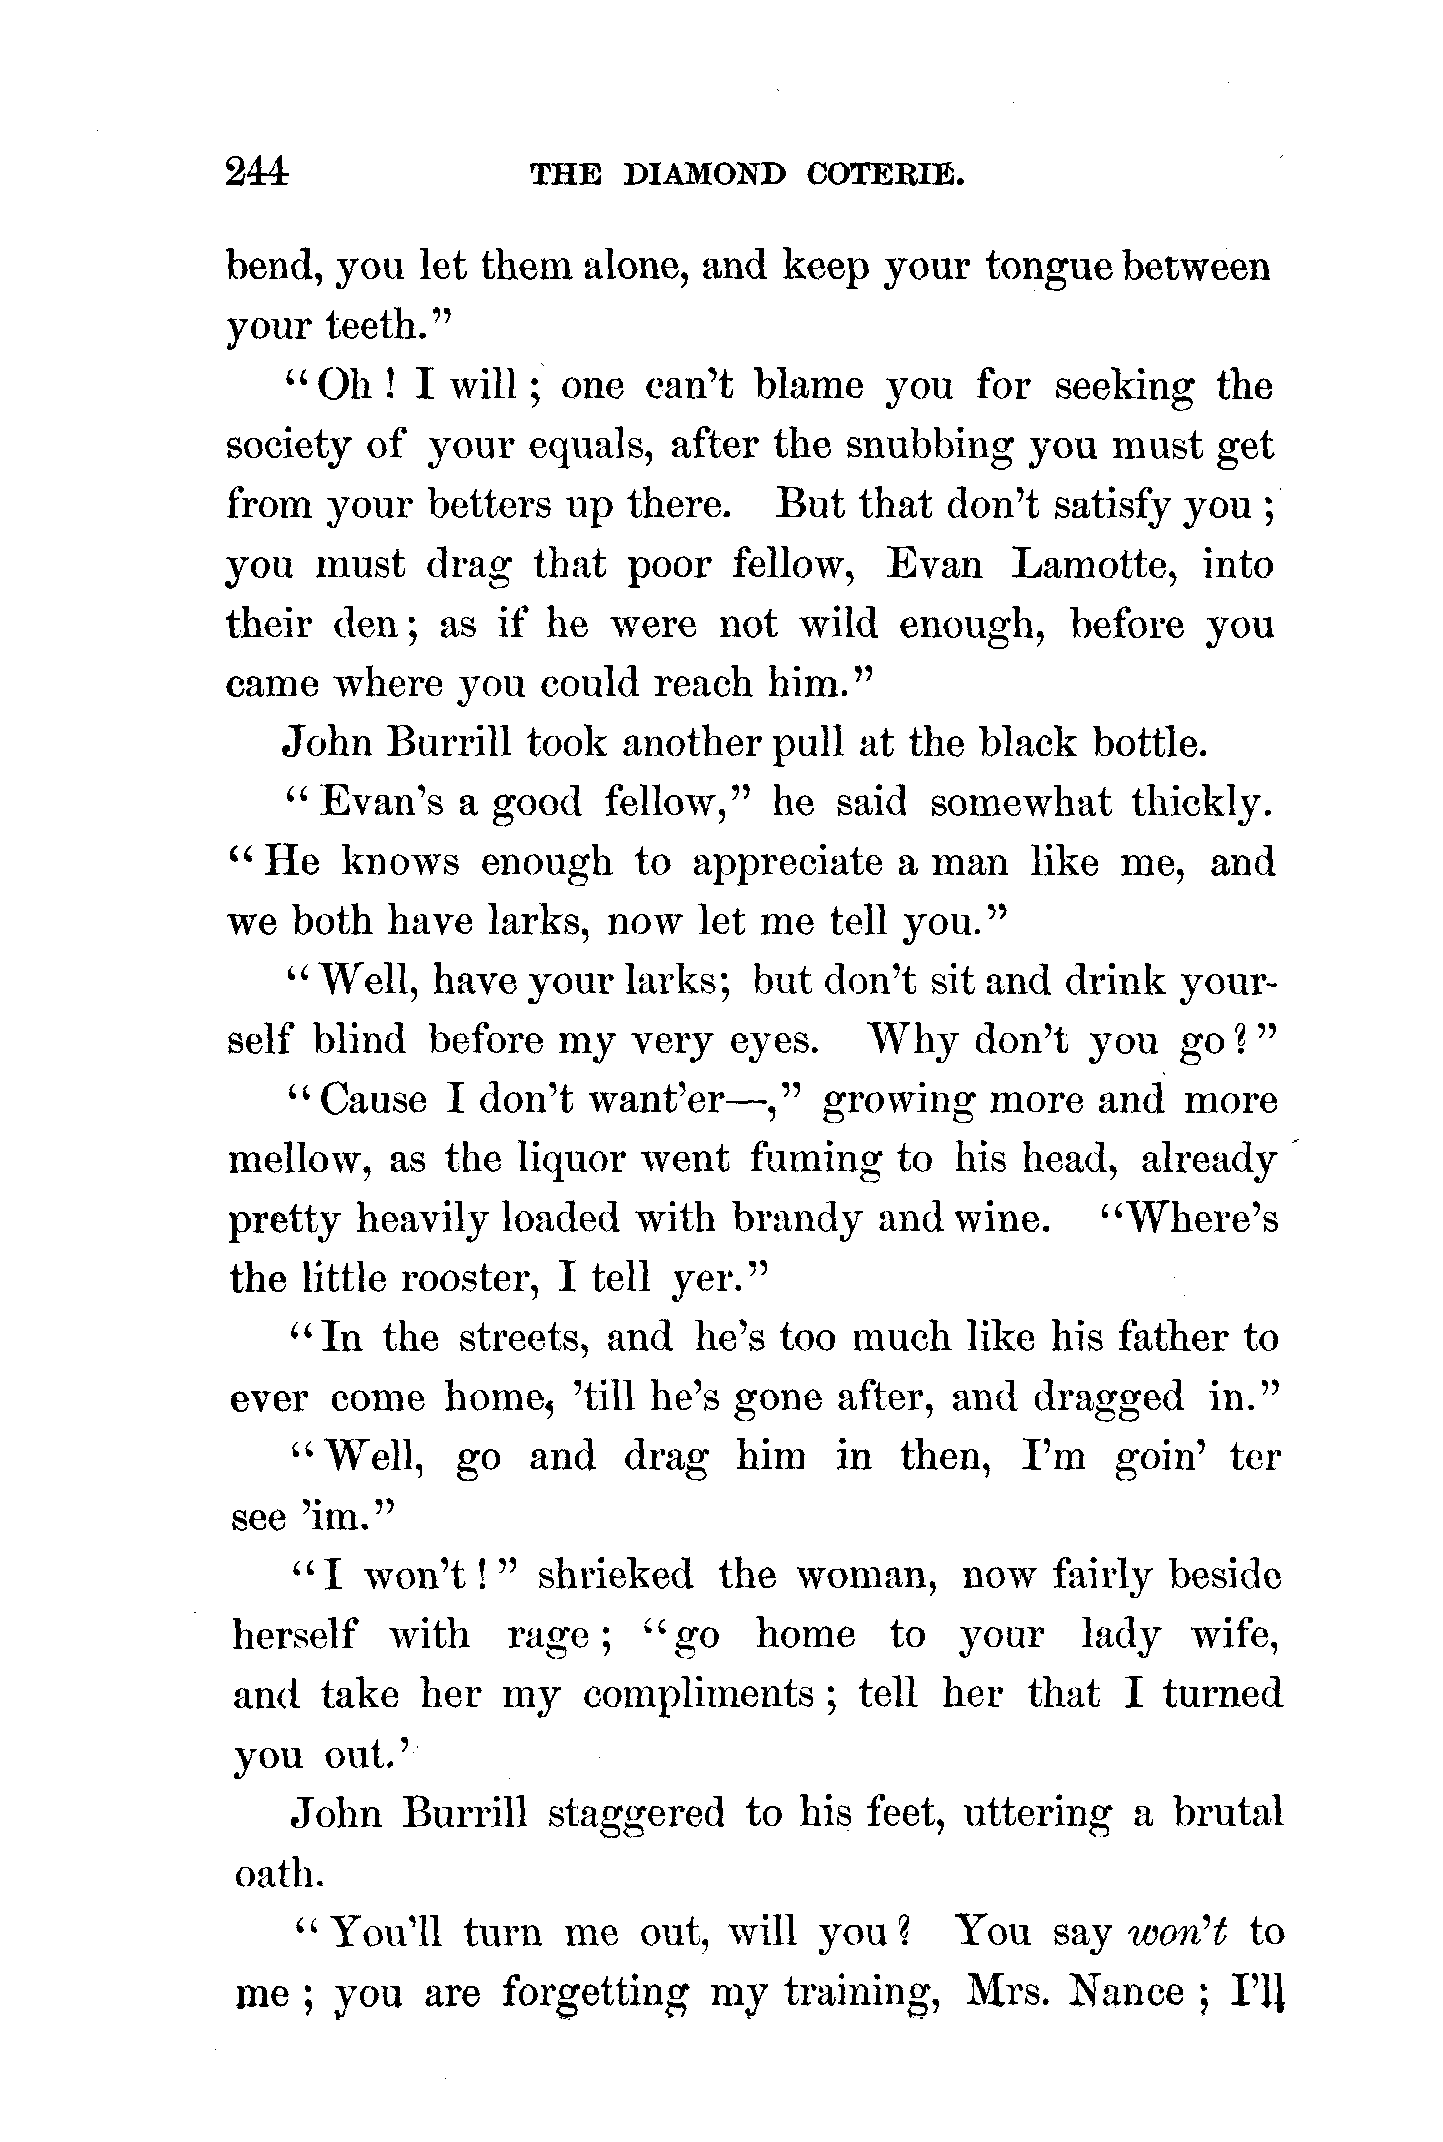 244 THE DIAMOND COTERIE.
bend, you let them alone, and keep your tongue between
your teeth."
"Oh! I will; one can't blame you for seeking the
society of your equals, after the snubbing you must get
from your betters up there. But that don't satisfy you;
you must drag that poor fellow, Evan Lamotte, into
their den; as if he were not wild enough, before you
came where you could reach him."
John Burrill took another pull at the black bottle.
"Evan's a good fellow," he said somewhat thickly.
"He knows enough to appreciate a man like me, and
we both have larks, now let me tell you."
"Well, have your larks; but don't sit and drink your-
self blind before my very eyes. Why don't you go?"
"Cause I don't want'er—," growing more and more
mellow, as the liquor went fuming to his head, already
pretty heavily loaded with brandy and wine. "Where's
the little rooster, I tell yer."
"In the streets, and he's too much like his father to
ever come home, 'till he's gone after, and dragged in."
"Well, go and drag him in then, I'm goin' ter
see 'im."
"I won't!" shrieked the woman, now fairly beside
herself with rage; "go home to your lady wife,
and take her my compliments; tell her that I turned
you out.'
John Burrill staggered to his feet, uttering a brutal
oath.
"You'll turn me out, will you? You say won't to
me; you are forgetting my training, Mrs. Nance; I'll